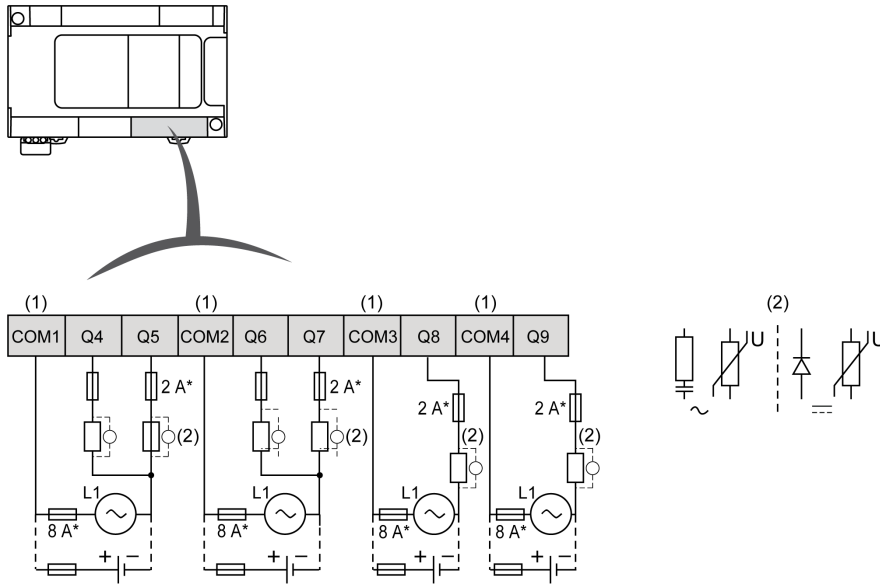 (1) (1) (1) (1) (2)
COM1 Q4 Q5 COM2 Q6 Q7 COM3 Q8 COM4 Q9
U U
2 A* 2 A* 2 A* 2 A*
(2) (2) (2) (2)
L1 L1 L1 L1
8 A* 8 A* 8 A* 8 A*
+ − + − + − + −